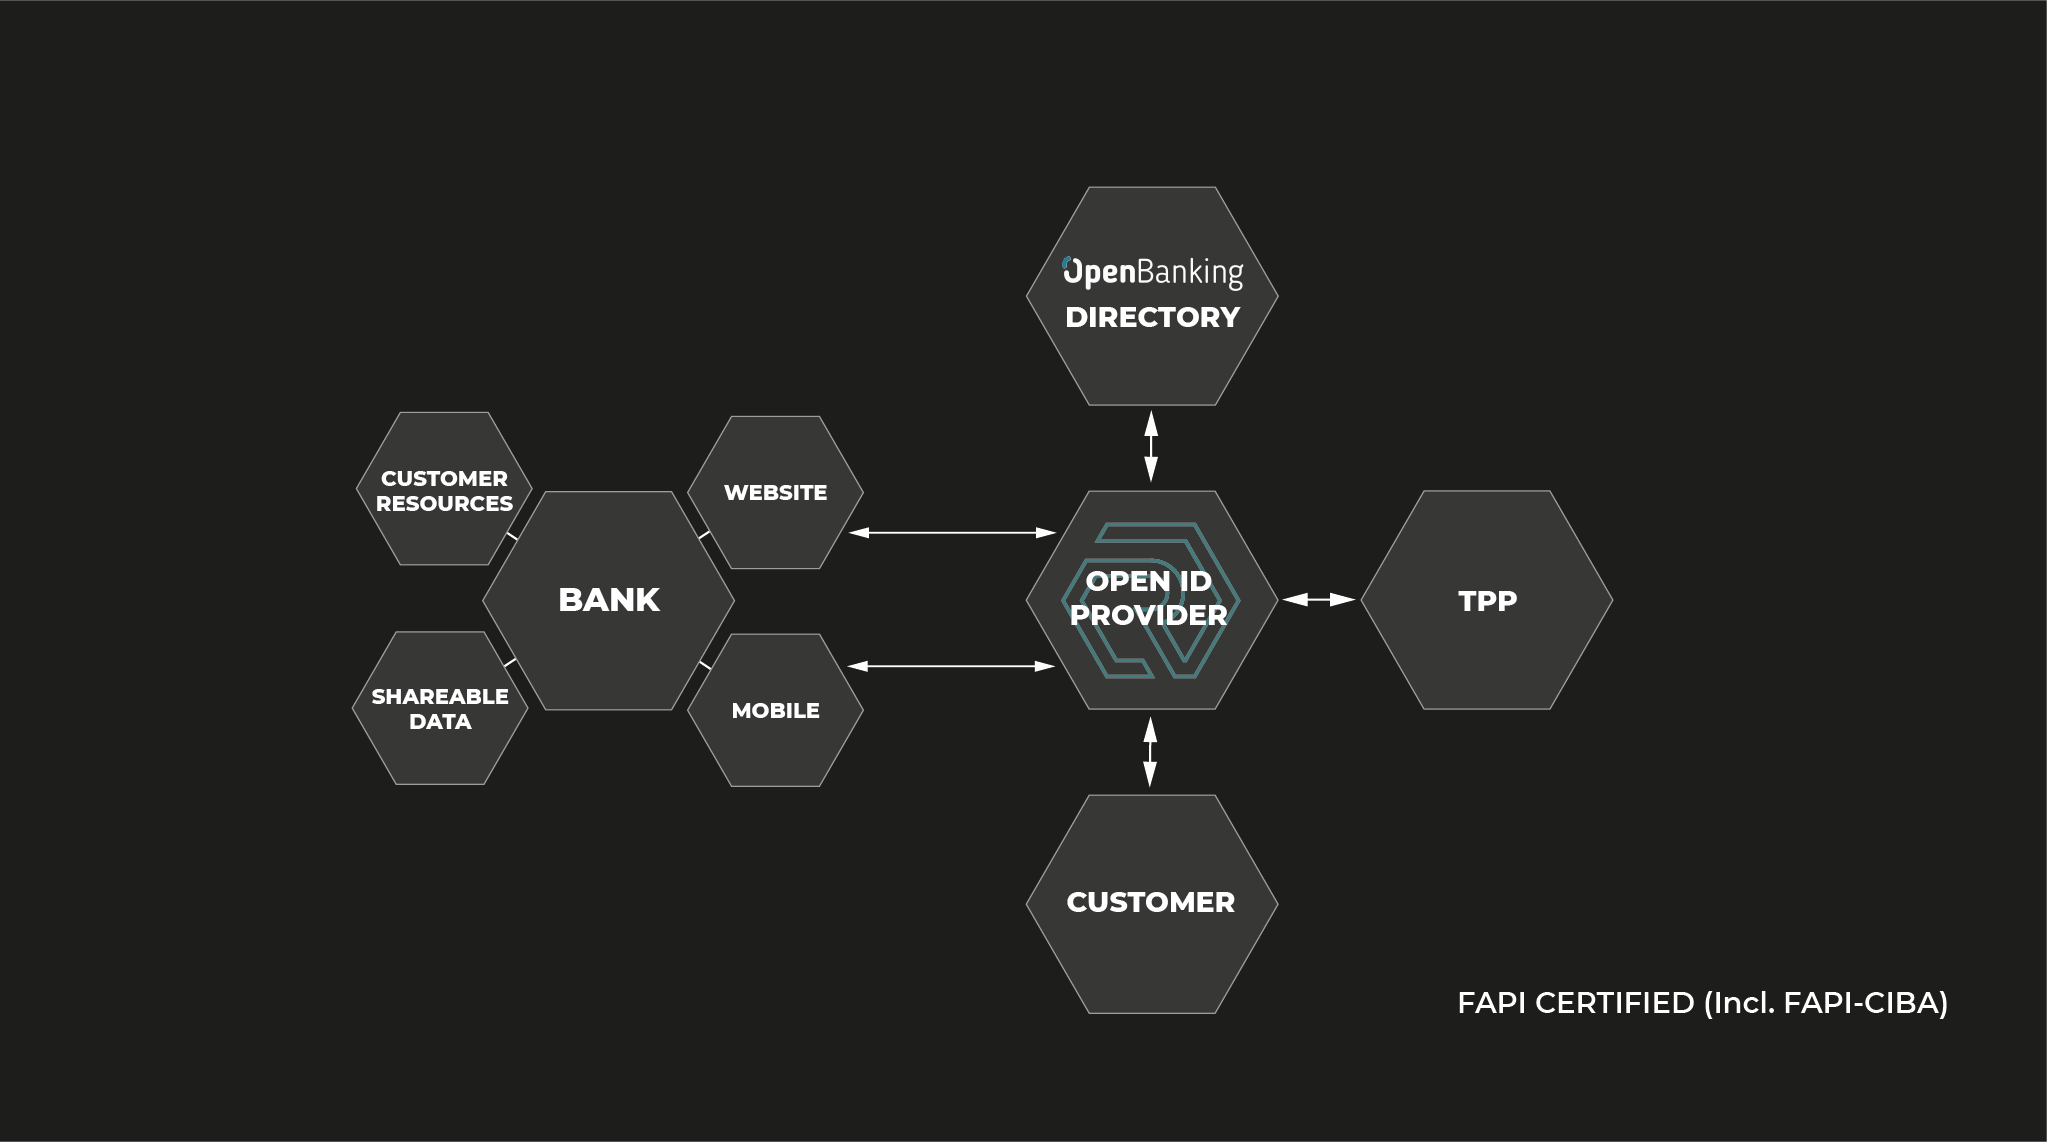 OpenBanking
DIRECTORY
CUSTOMER
RESOURCES
WEBSITE
BANK
SHAREABLE
DATA
MOBILE
OPEN ID
PROVIDER
TPP
CUSTOMER
FAPI CERTIFIED (Incl. FAPI-CIBA)